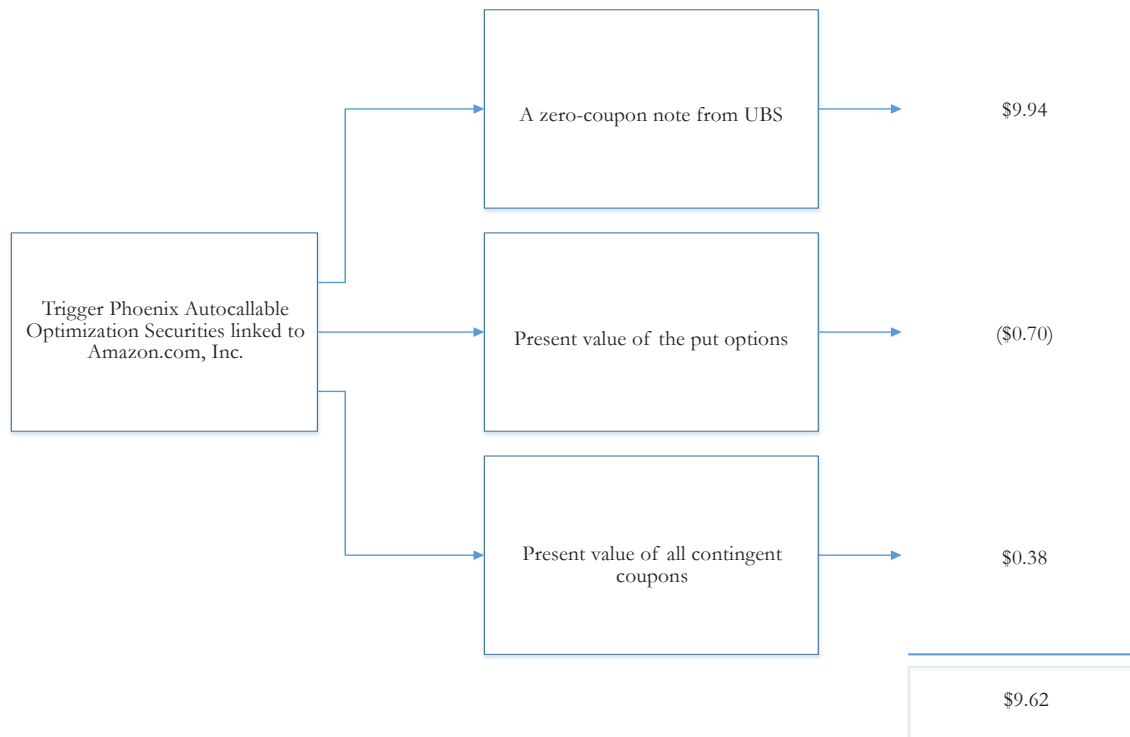 A zero-coupon note from UBS
$9.94
Trigger Phoenix Autocallable
Optimization Securities linked to
Amazon.com, Inc.
Present value of the put options
($0.70)
Present value of all contingent
coupons
$0.38
$9.62